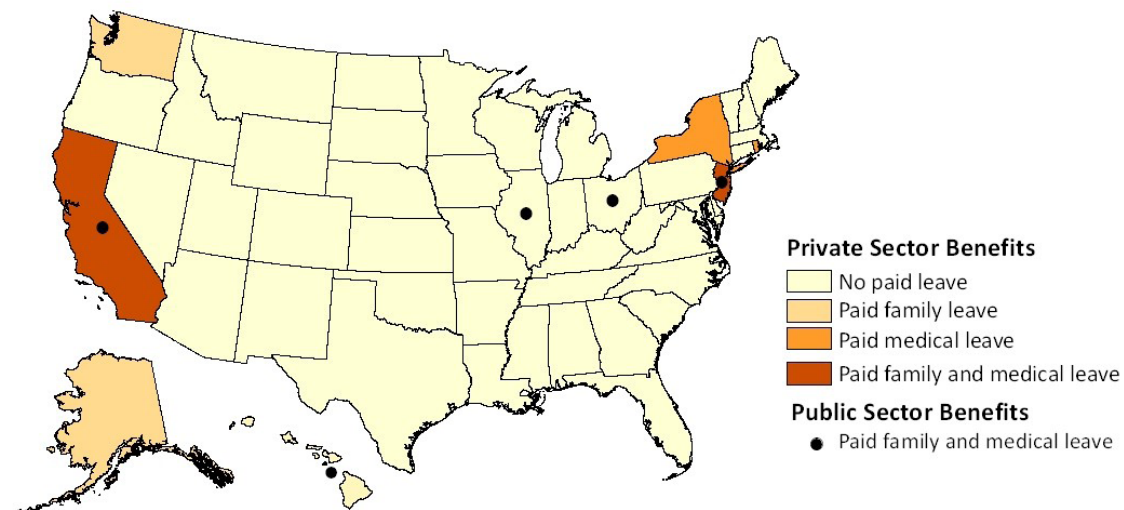 Private Sector Benefits
No paid leave
Paid family leave
Paid medical leave
Paid family and medical leave
Public Sector Benefits
Paid family and medical leave